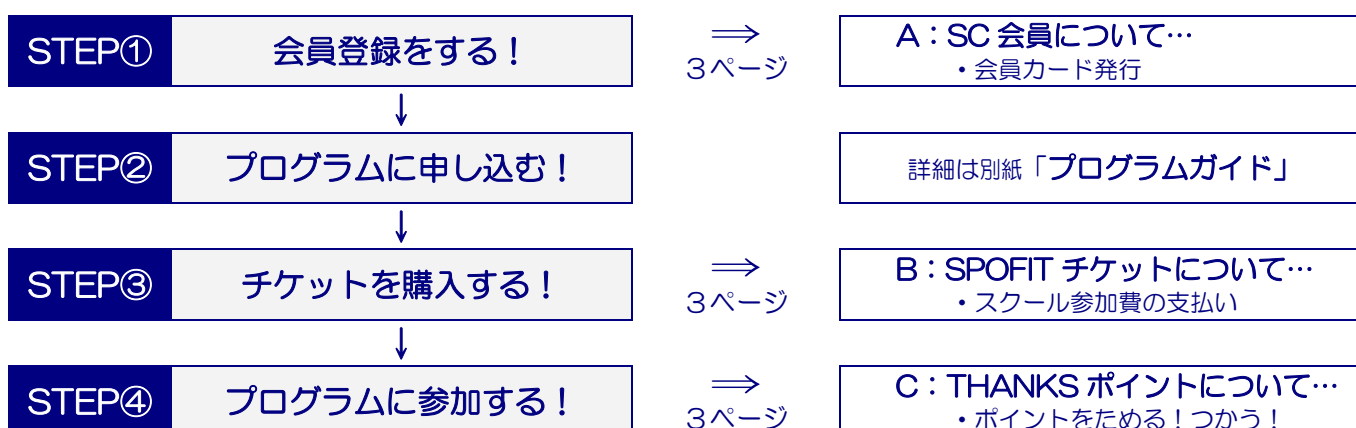 STEP① 会員登録をする！ ⇒ A：SC 会員について…
3ページ ・会員カード発行
↓
STEP② プログラムに申し込む！ 詳細は別紙「プログラムガイド」
↓
STEP③ チケットを購入する！ ⇒ B：SPOFIT チケットについて…
3ページ ・スクール参加費の支払い
↓
STEP④ プログラムに参加する！ ⇒ C：THANKS ポイントについて…
3ページ ・ポイントをためる！つかう！